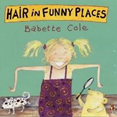 HAIR in FUNNY PLACES
Babette Cole